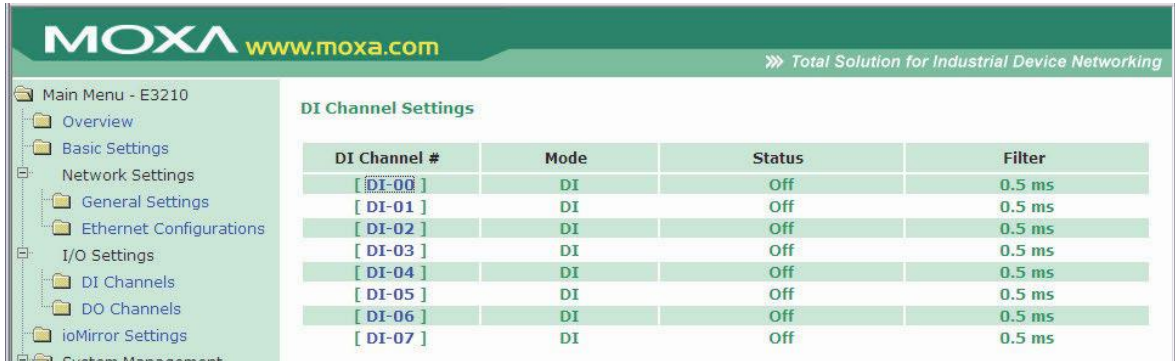 MOXA www.moxa.com
Total Solution for Industrial Device Networking
Main Menu - E3210
Overview
Basic Settings
Network Settings
General Settings
Ethernet Configurations
I/O Settings
DI Channels
DO Channels
ioMirror Settings
System Management
DI Channel Settings
DI Channel # Mode Status Filter
[ DI-00 ] DI Off 0.5 ms
[ DI-01 ] DI Off 0.5 ms
[ DI-02 ] DI Off 0.5 ms
[ DI-03 ] DI Off 0.5 ms
[ DI-04 ] DI Off 0.5 ms
[ DI-05 ] DI Off 0.5 ms
[ DI-06 ] DI Off 0.5 ms
[ DI-07 ] DI Off 0.5 ms